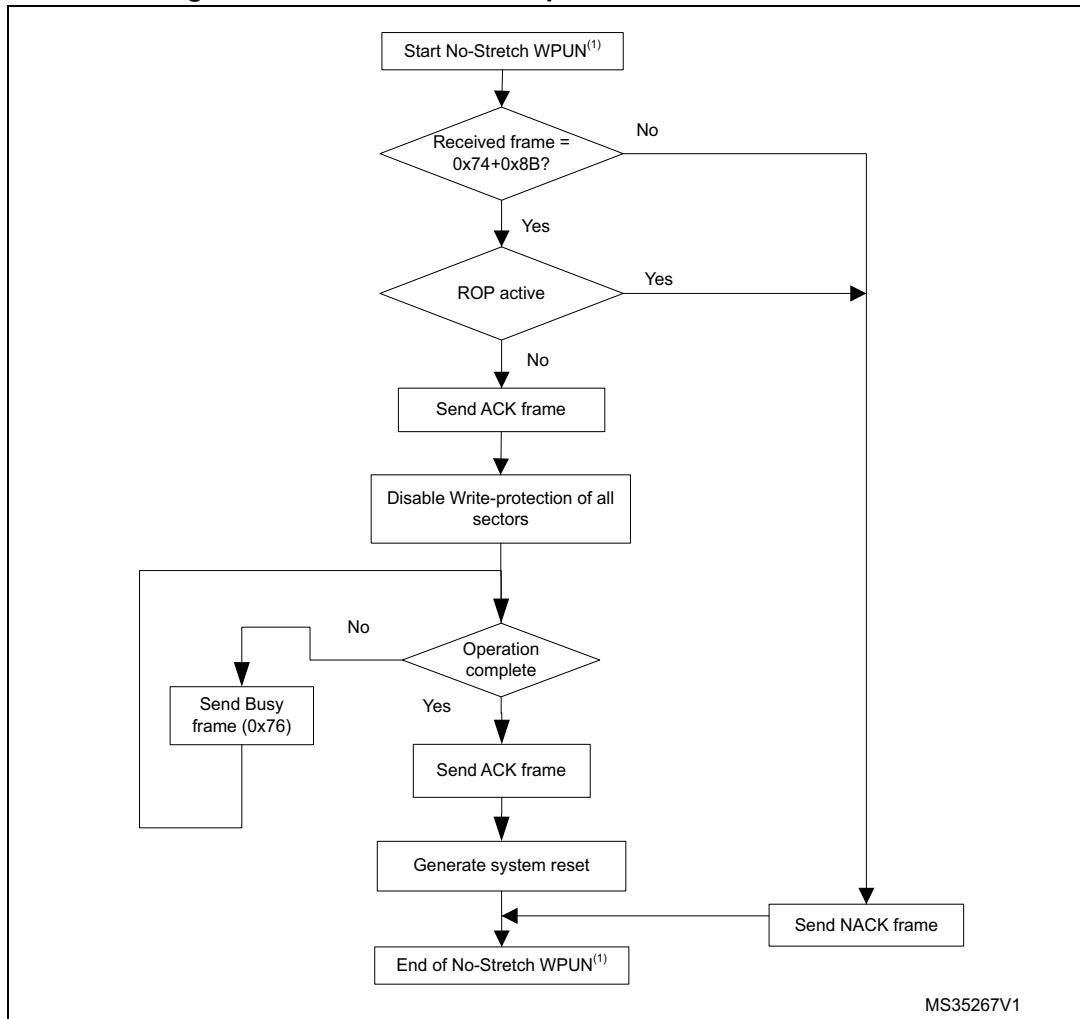 Start No-Stretch WPUN(1)
No
Received frame =
0x74+0x8B?
Yes
Yes
ROP active
No
Send ACK frame
Disable Write-protection of all
sectors
No
Operation
complete
Send Busy
frame (0x76)
Yes
Send ACK frame
Generate system reset
Send NACK frame
End of No-Stretch WPUN(1)
MS35267V1